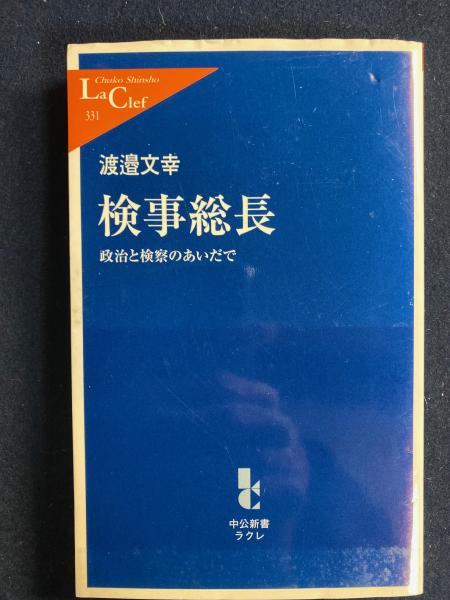 Chuko Shinsho
La Clef
331
渡邉文幸
検事総長
政治と検察のあいだで
中公新書
ラクレ